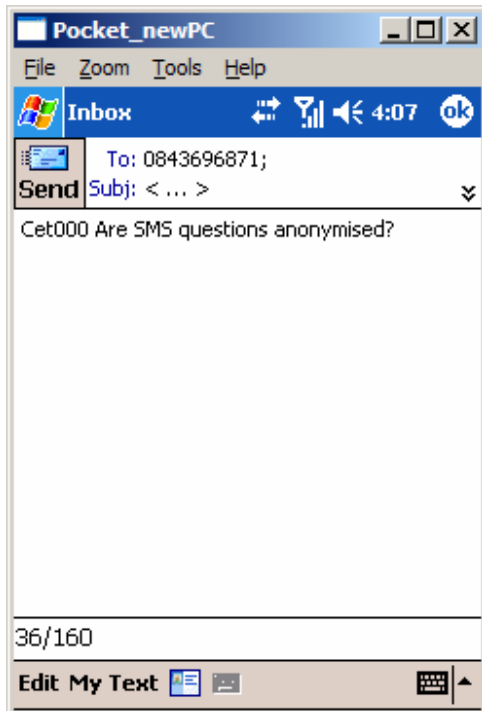 Pocket_newPC
File Zoom Tools Help
Inbox 4:07 ok
To: 0843696871;
Send Subj: < ... >
Cet000 Are SMS questions anonymised?
36/160
Edit My Text